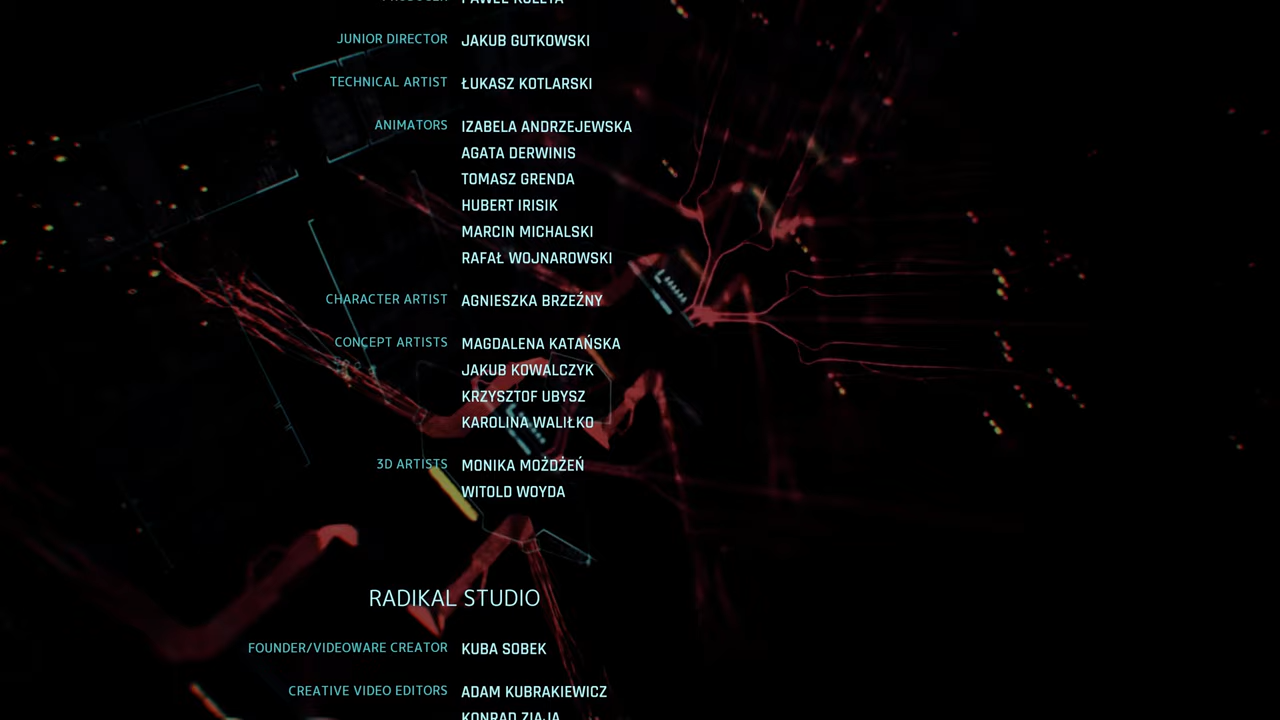 JUNIOR DIRECTOR JAKUB GUTKOWSKI
TECHNICAL ARTIST ŁUKASZ KOTLARSKI
ANIMATORS IZABELA ANDRZEJEWSKA
AGATA DERWINIS
TOMASZ GRENDA
HUBERT IRISIK
MARCIN MICHALSKI
RAFAŁ WOJNAROWSKI
CHARACTER ARTIST AGNIESZKA BRZEŹNY
CONCEPT ARTISTS MAGDALENA KATAŃSKA
JAKUB KOWALCZYK
KRZYSZTOF UBYSZ
KAROLINA WALIŁKO
3D ARTISTS MONIKA MOŻDŻEŃ
WITOLD WOYDA
RADIKAL STUDIO
FOUNDER/VIDEOWARE CREATOR KUBA SOBEK
CREATIVE VIDEO EDITORS ADAM KUBRAKIEWICZ
KONRAD ZIAJA